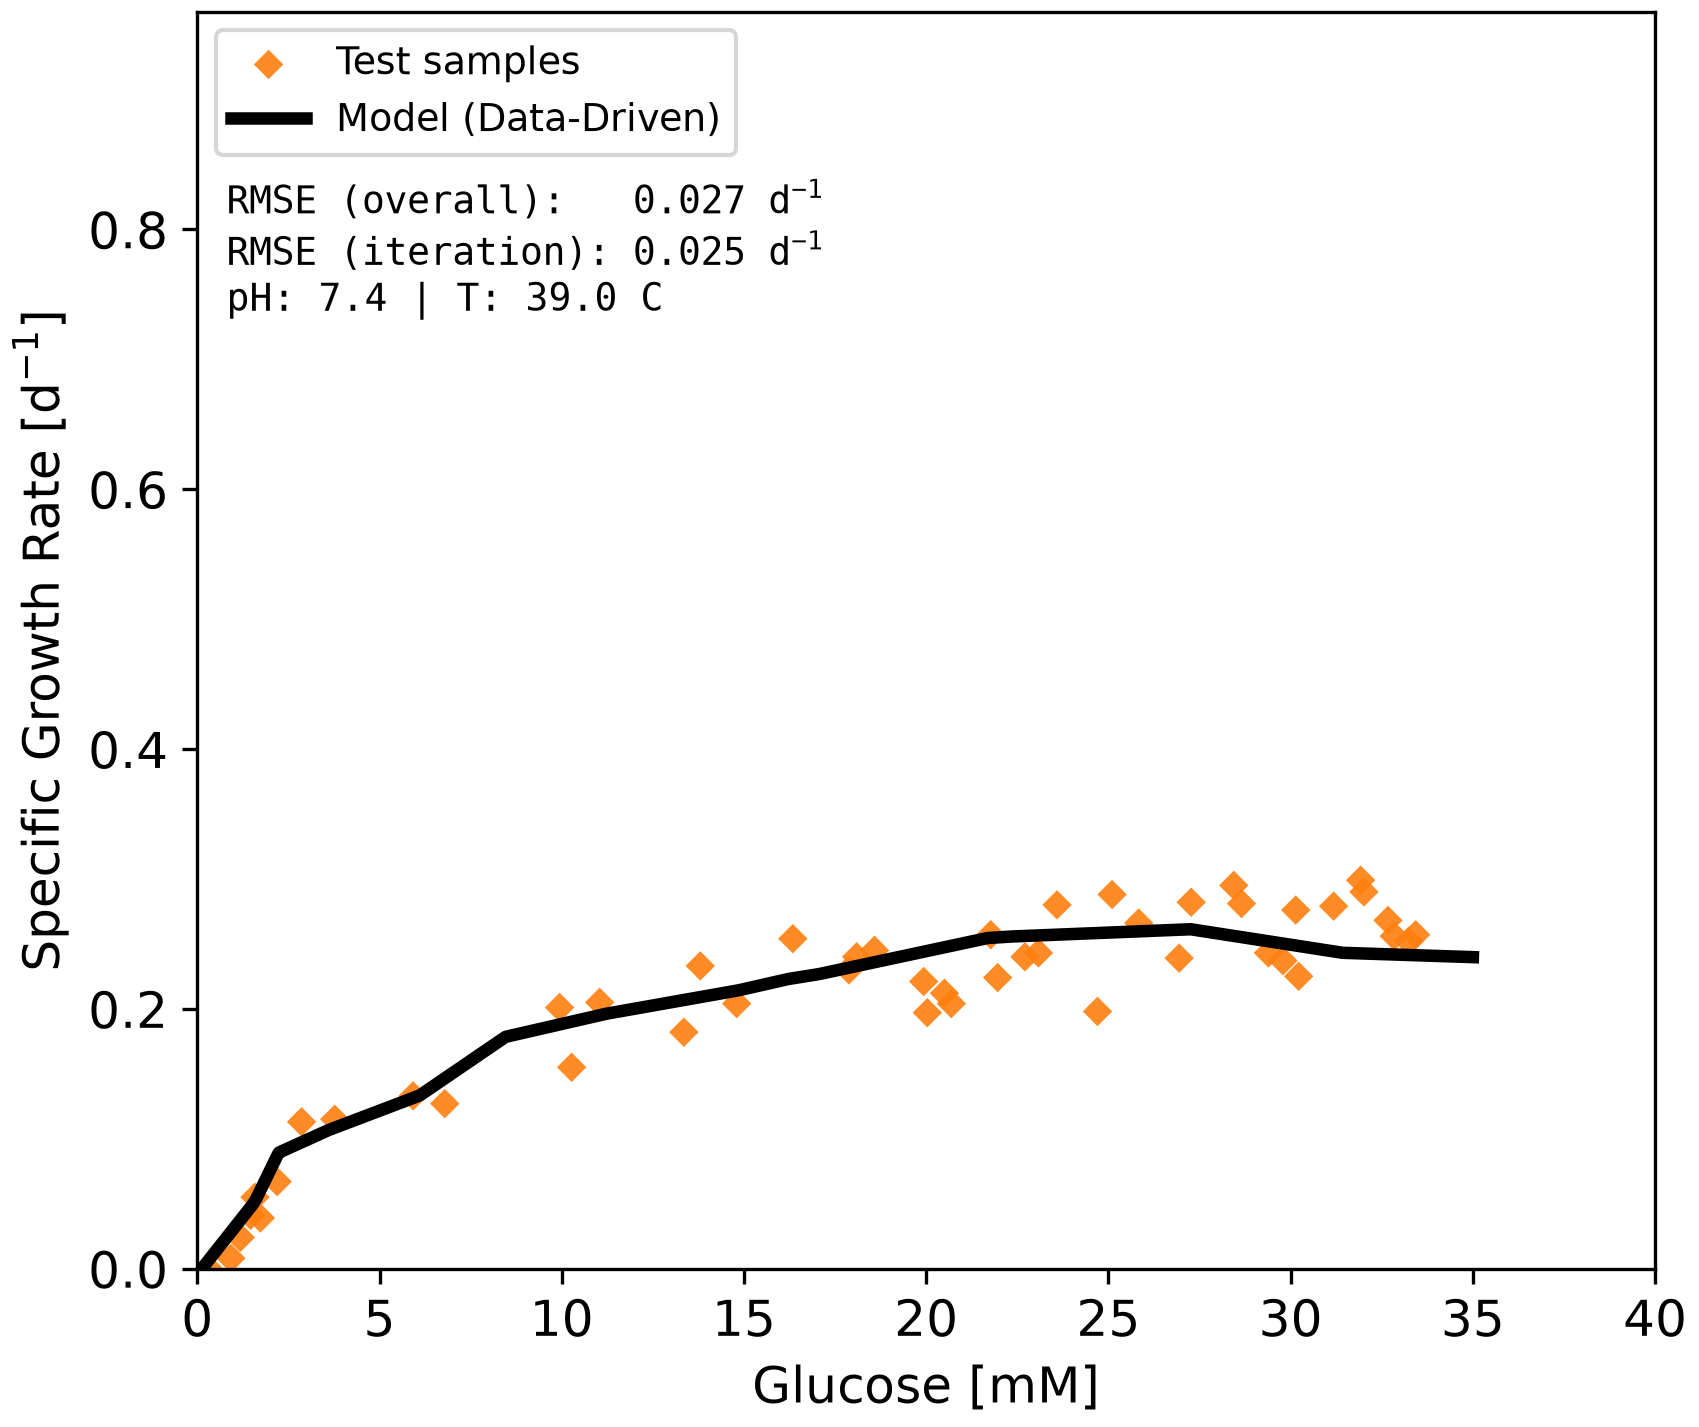 Test samples
Model (Data-Driven)
RMSE (overall):   0.027 d⁻¹
RMSE (iteration): 0.025 d⁻¹
pH: 7.4 | T: 39.0 C
Specific Growth Rate [d⁻¹]
0.8
0.6
0.4
0.2
0.0
0 5 10 15 20 25 30 35 40
Glucose [mM]